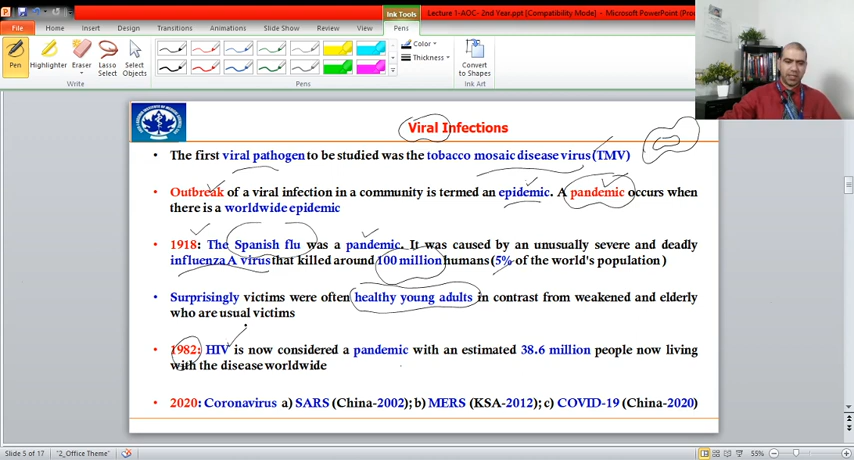 Lecture 1-AOC- 2nd Year.ppt [Compatibility Mode] - Microsoft PowerPoint (Pro
Ink Tools
File Home Insert Design Transitions Animations Slide Show Review View Pens
Pen Highlighter Eraser Lasso Select Select Objects
Color
Thickness
Convert to Shapes
Write Pens Ink Art
Viral Infections
• The first viral pathogen to be studied was the tobacco mosaic disease virus (TMV)
• Outbreak of a viral infection in a community is termed an epidemic. A pandemic occurs when
there is a worldwide epidemic
• 1918: The Spanish flu was a pandemic. It was caused by an unusually severe and deadly
influenza A virus that killed around 100 million humans (5% of the world's population)
• Surprisingly victims were often healthy young adults in contrast from weakened and elderly
who are usual victims
• 1982: HIV is now considered a pandemic with an estimated 38.6 million people now living
with the disease worldwide
• 2020: Coronavirus a) SARS (China-2002); b) MERS (KSA-2012); c) COVID-19 (China-2020)
Slide 5 of 17 "2_Office Theme" 55%